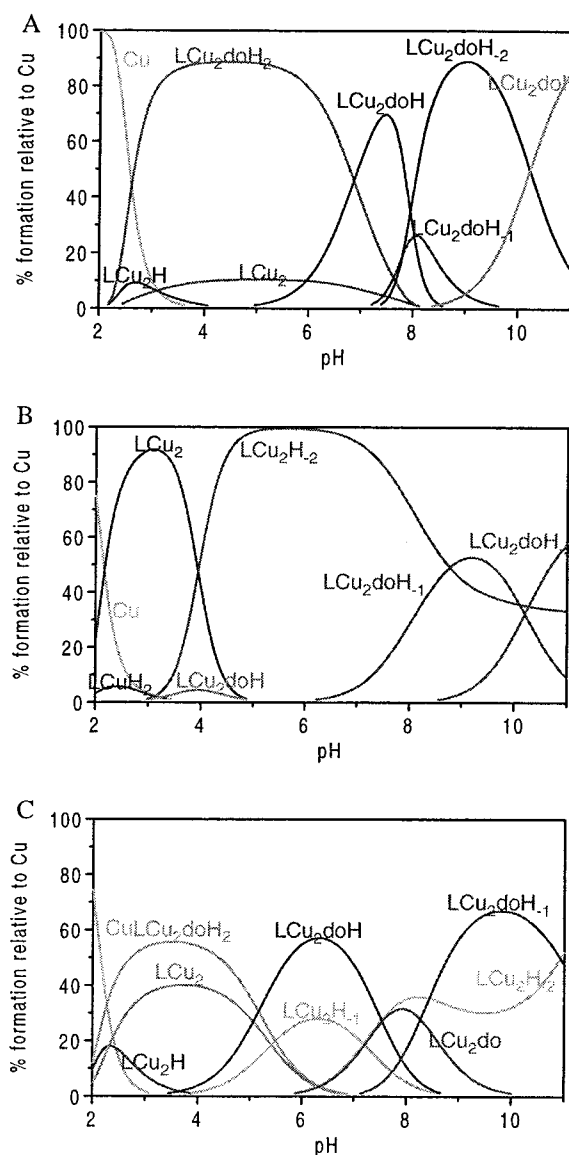 A
% formation relative to Cu
100
80
60
40
20
0
Cu
LCu₂doH₂
LCu₂doH
LCu₂doH₋₂
LCu₂doH
LCu₂H
LCu₂
LCu₂doH₋₁
4 6 8 10
pH
B
% formation relative to Cu
100
80
60
40
20
0
LCu₂
LCu₂H₋₂
Cu
LCuH₂
LCu₂doH
LCu₂doH₋₁
LCu₂doH
2 4 6 8 10
pH
C
% formation relative to Cu
100
80
60
40
20
0
CuLCu₂doH₂
LCu₂
LCu₂H
LCu₂doH
LCu₂H₋₁
LCu₂do
LCu₂doH₋₁
LCu₂H₋₂
2 4 6 8 10
pH